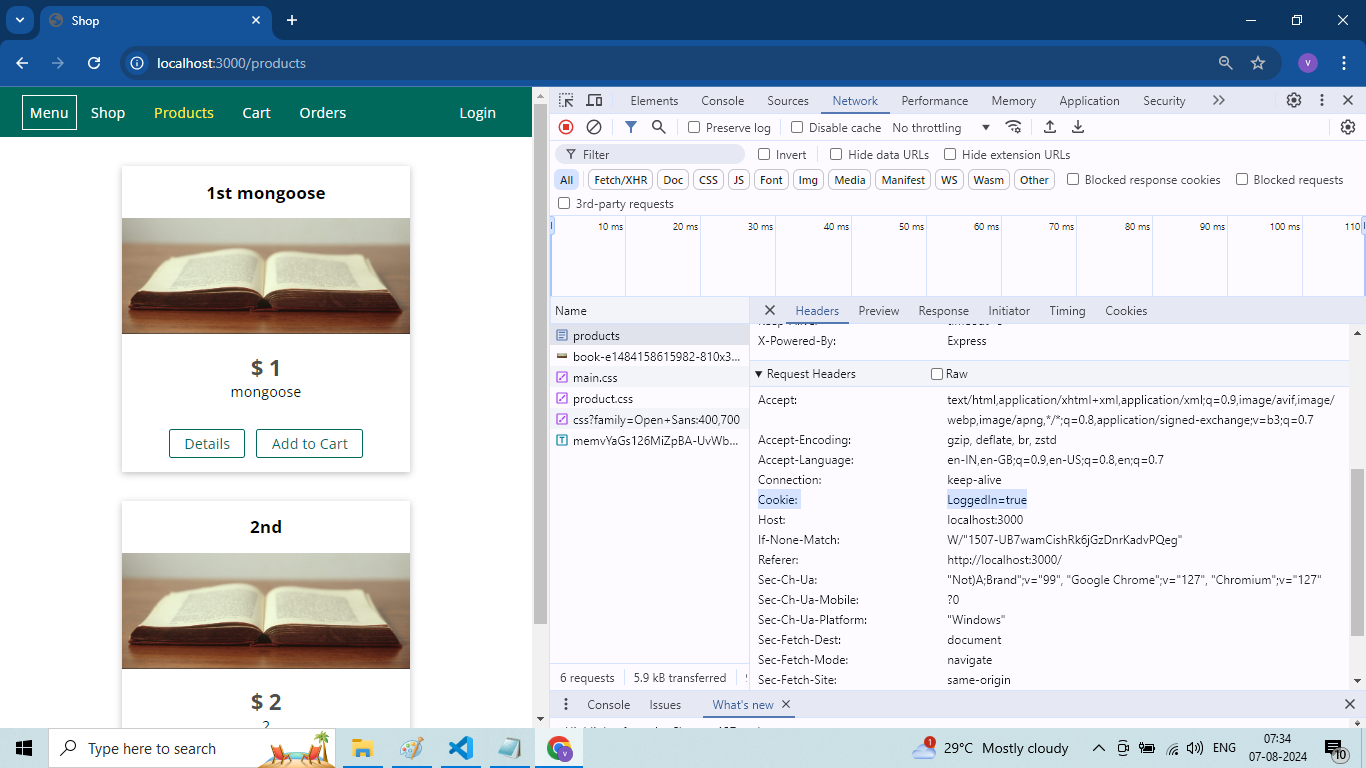 Shop
localhost:3000/products
V
Menu Shop Products Cart Orders Login
1st mongoose
$ 1
mongoose
Details Add to Cart
2nd
$ 2
Elements Console Sources Network Performance Memory Application Security
Preserve log Disable cache No throttling
Filter Invert Hide data URLs Hide extension URLs
All Fetch/XHR Doc CSS JS Font Img Media Manifest WS Wasm Other Blocked response cookies Blocked requests
3rd-party requests
10 ms 20 ms 30 ms 40 ms 50 ms 60 ms 70 ms 80 ms 90 ms 100 ms 110
Name
products
book-e1484158615982-810x3...
main.css
product.css
css?family=Open+Sans:400,700
memvYaGs126MiZpBA-UvWb...
6 requests 5.9 kB transferred
Headers Preview Response Initiator Timing Cookies
X-Powered-By: Express
Request Headers Raw
Accept: text/html,application/xhtml+xml,application/xml;q=0.9,image/avif,image/
webp,image/apng,*/*;q=0.8,application/signed-exchange;v=b3;q=0.7
Accept-Encoding: gzip, deflate, br, zstd
Accept-Language: en-IN,en-GB;q=0.9,en-US;q=0.8,en;q=0.7
Connection: keep-alive
Cookie: LoggedIn=true
Host: localhost:3000
If-None-Match: W/"1507-UB7wamCishRk6jGzDnrKadvPQeg"
Referer: http://localhost:3000/
Sec-Ch-Ua: "Not)A;Brand";v="99", "Google Chrome";v="127", "Chromium";v="127"
Sec-Ch-Ua-Mobile: ?0
Sec-Ch-Ua-Platform: "Windows"
Sec-Fetch-Dest: document
Sec-Fetch-Mode: navigate
Sec-Fetch-Site: same-origin
Console Issues What's new
Type here to search
1 29°C Mostly cloudy ENG 07:34
07-08-2024 10